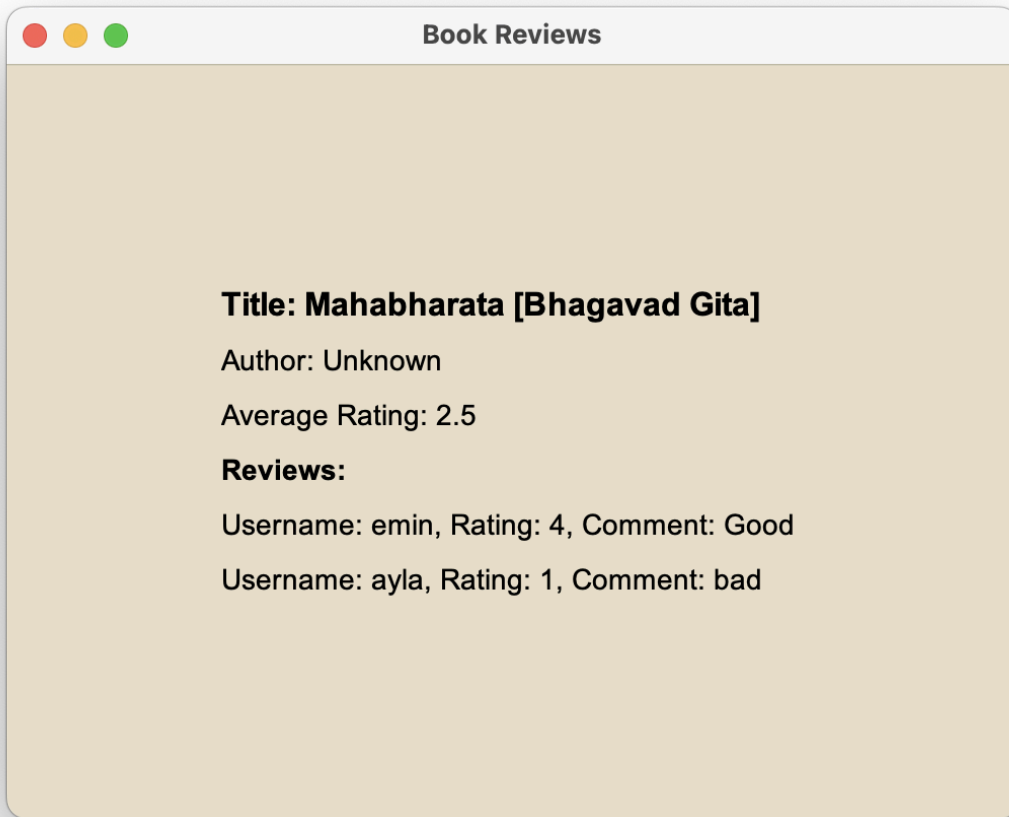 Book Reviews
Title: Mahabharata [Bhagavad Gita]
Author: Unknown
Average Rating: 2.5
Reviews:
Username: emin, Rating: 4, Comment: Good
Username: ayla, Rating: 1, Comment: bad